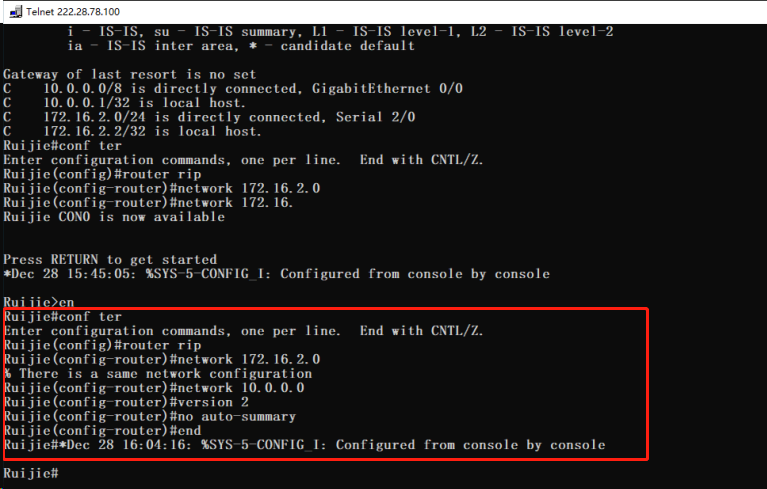 Telnet 222.28.78.100
i - IS-IS, su - IS-IS summary, L1 - IS-IS level-1, L2 - IS-IS level-2
ia - IS-IS inter area, * - candidate default
Gateway of last resort is no set
C    10.0.0.0/8 is directly connected, GigabitEthernet 0/0
C    10.0.0.1/32 is local host.
C    172.16.2.0/24 is directly connected, Serial 2/0
C    172.16.2.2/32 is local host.
Ruijie#conf ter
Enter configuration commands, one per line.  End with CNTL/Z.
Ruijie(config)#router rip
Ruijie(config-router)#network 172.16.2.0
Ruijie(config-router)#network 172.16.
Ruijie CON0 is now available
Press RETURN to get started
*Dec 28 15:45:05: %SYS-5-CONFIG_I: Configured from console by console
Ruijie>en
Ruijie#conf ter
Enter configuration commands, one per line.  End with CNTL/Z.
Ruijie(config)#router rip
Ruijie(config-router)#network 172.16.2.0
% There is a same network configuration
Ruijie(config-router)#network 10.0.0.0
Ruijie(config-router)#version 2
Ruijie(config-router)#no auto-summary
Ruijie(config-router)#end
Ruijie#*Dec 28 16:04:16: %SYS-5-CONFIG_I: Configured from console by console
Ruijie#